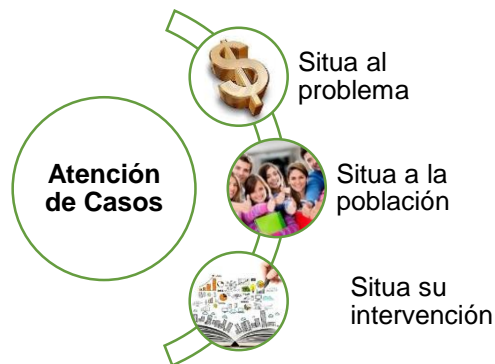 Situa al
problema
Atención
de Casos
Situa a la
población
Situa su
intervención